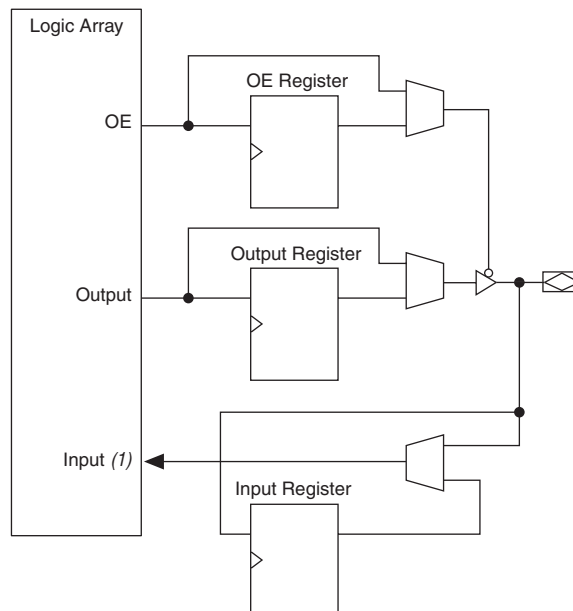 Logic Array
OE Register
OE
Output Register
Output
Input (1)
Input Register